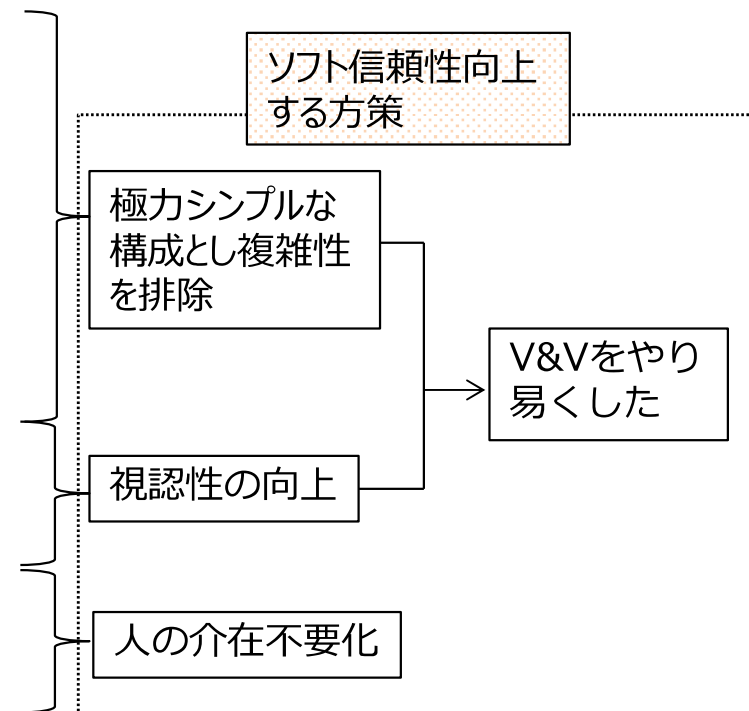 ソフト信頼性向上
する方策
極力シンプルな
構成とし複雑性
を排除
V&Vをやり
易くした
視認性の向上
人の介在不要化